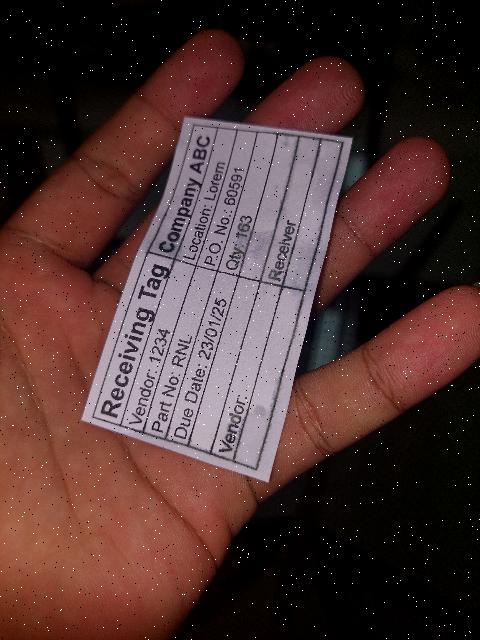 Receiving Tag Company ABC
Vendor: 1234 Location: Lorem
Part No: RNL P.O. No.: 60591
Due Date: 23/01/25 Qty: 163
Vendor: Receiver